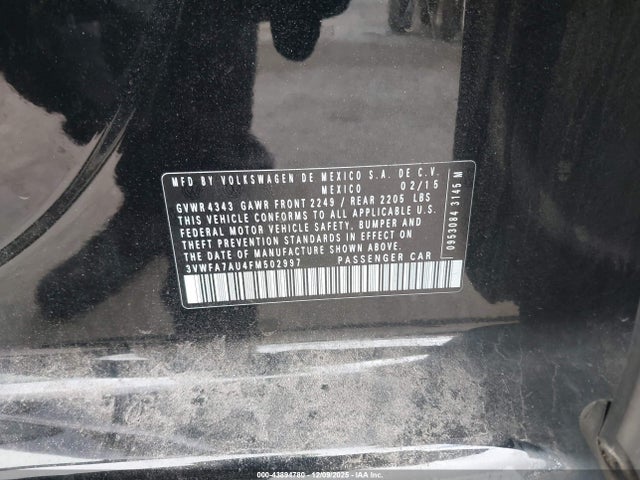 MFD BY VOLKSWAGEN DE MEXICO S.A. DE C.V.
MEXICO 02/15
GVWR 4343 GAWR FRONT 2249 / REAR 2205 LBS
THIS VEHICLE CONFORMS TO ALL APPLICABLE U.S.
FEDERAL MOTOR VEHICLE SAFETY, BUMPER AND
THEFT PREVENTION STANDARDS IN EFFECT ON
THE DATE OF MANUFACTURE SHOWN ABOVE.
3VWFA7AU4FM502997 PASSENGER CAR
0953084 3145 M
000-43894780 - 12/09/2025 - IAA Inc.